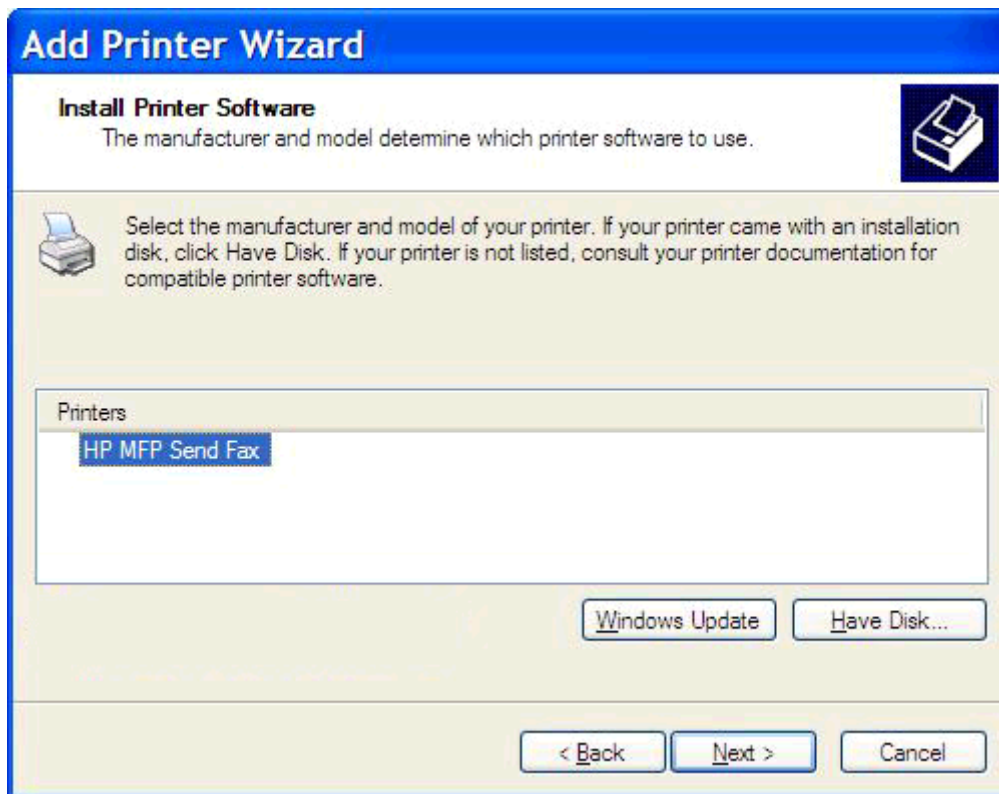 Add Printer Wizard
Install Printer Software
The manufacturer and model determine which printer software to use.
Select the manufacturer and model of your printer. If your printer came with an installation
disk, click Have Disk. If your printer is not listed, consult your printer documentation for
compatible printer software.
Printers
HP MFP Send Fax
Windows Update
Have Disk...
< Back
Next >
Cancel